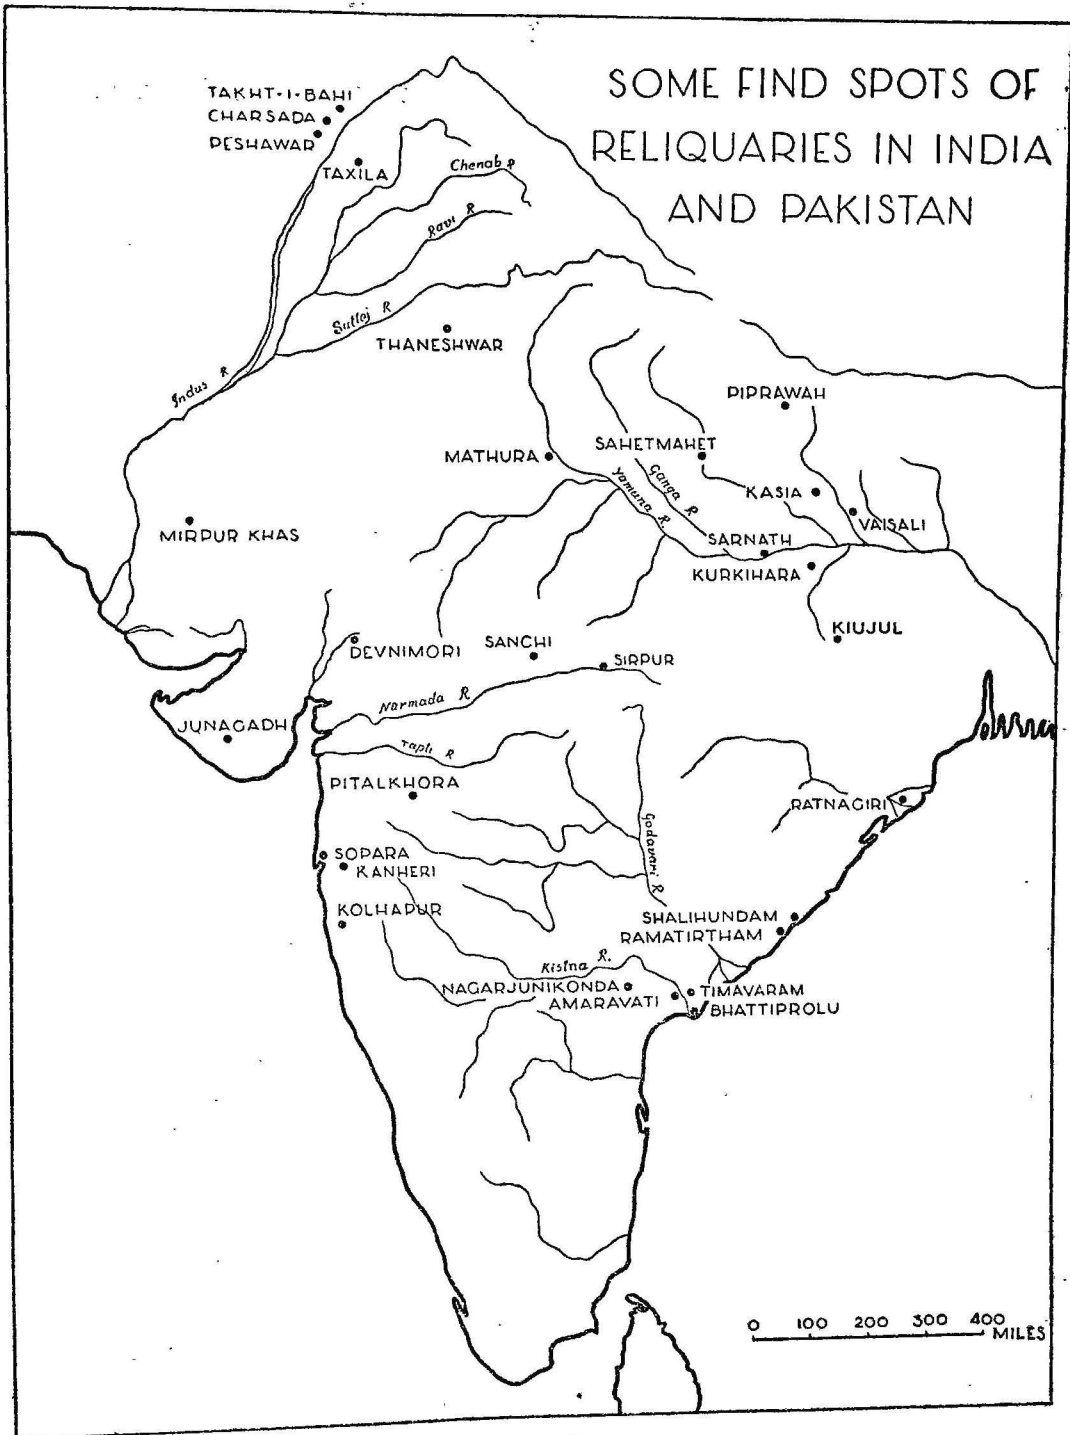 SOME FIND SPOTS OF
RELIQUARIES IN INDIA
AND PAKISTAN
TAKHT-I-BAHI
CHARSADA
PESHAWAR
TAXILA
Chenab R
Ravi R
Sutlej R
THANESHWAR
Indus R
PIPRAWAH
MATHURA
SAHETMAHET
Ganga R
Yamuna R.
KASIA
VAISALI
MIRPUR KHAS
SARNATH
KURKIHARA
KIUJUL
DEVNIMORI
SANCHI
SIRPUR
Narmada R
JUNAGADH
Tapti R
PITALKHORA
RATNAGIRI
Godavari R
SOPARA
KANHERI
KOLHAPUR
SHALIHUNDAM
RAMATIRTHAM
Kistna R.
NAGARJUNIKONDA
AMARAVATI
TIMAVARAM
BHATTIPROLU
0 100 200 300 400
MILES